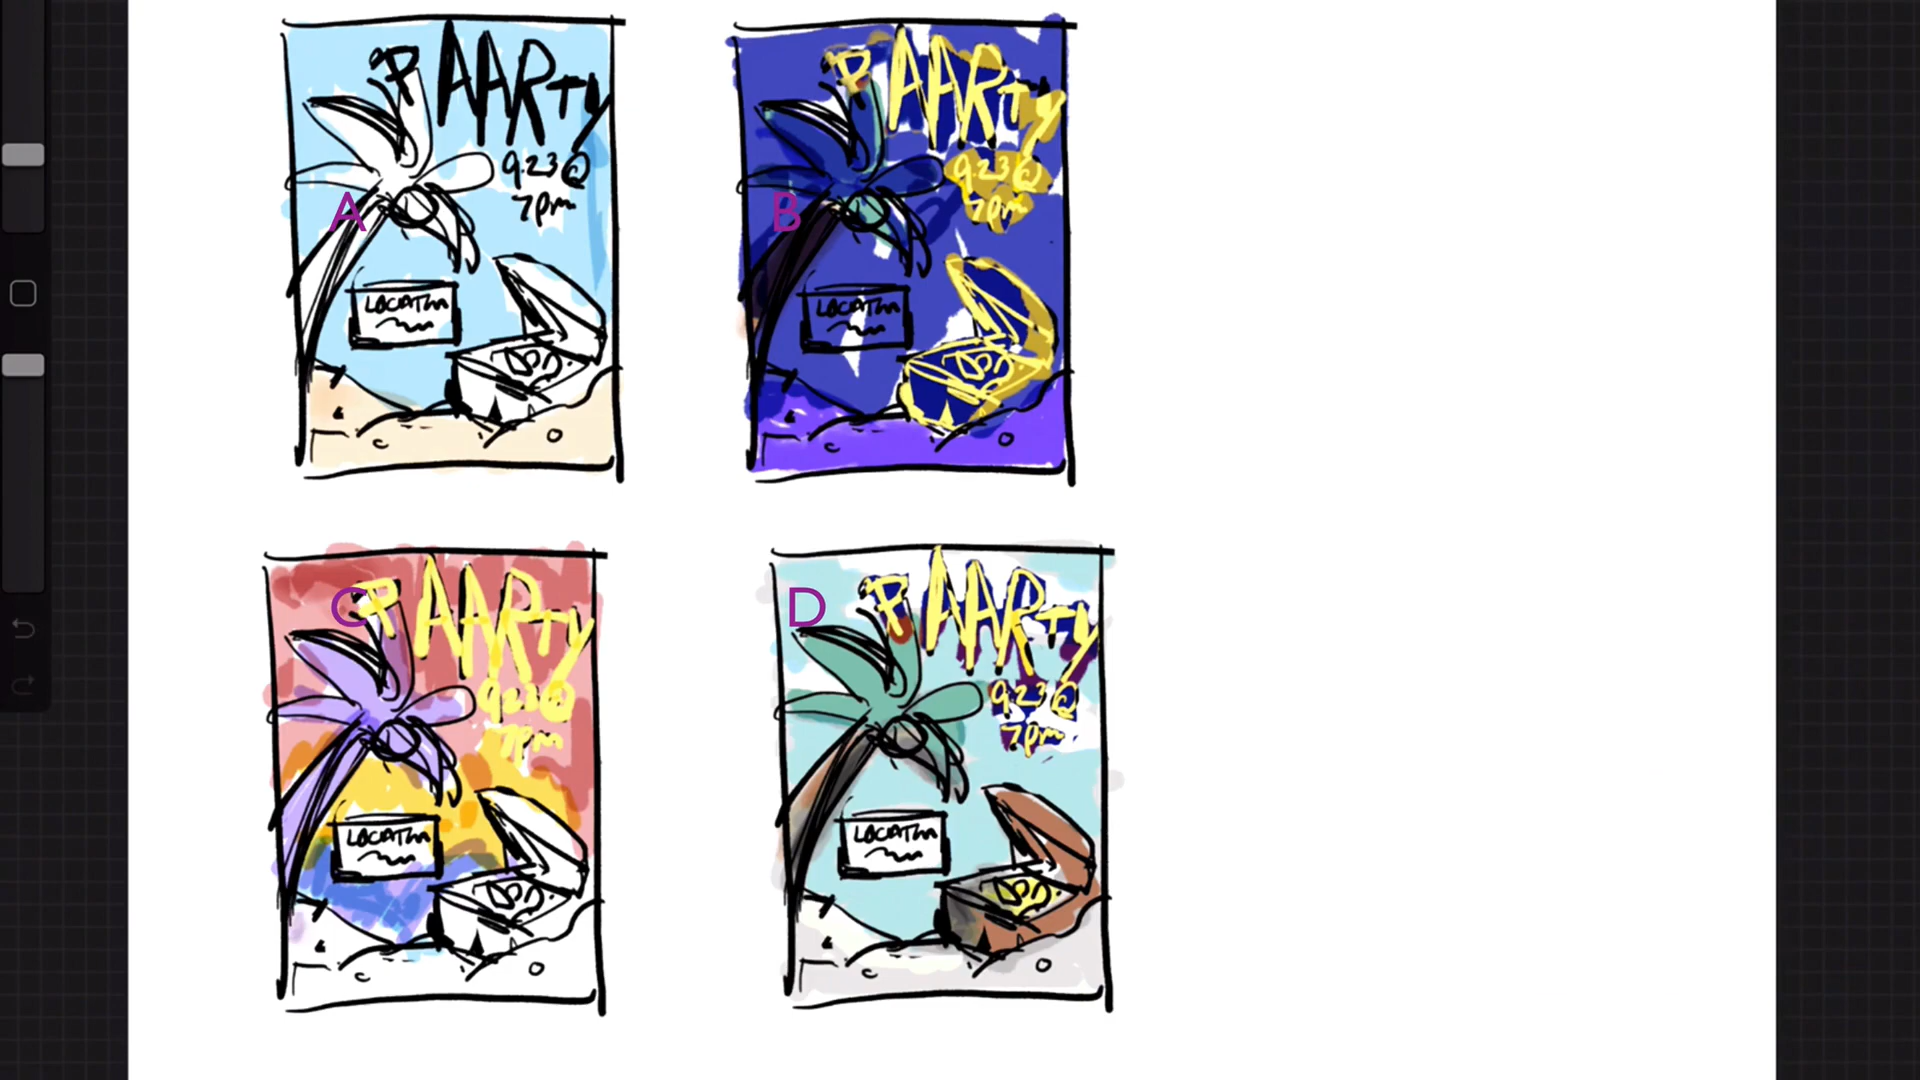 'PAARTy
9.23@
7pm
A
LOCATION
'PAARTy
9.23@
7pm
B
LOCATION
C
'PAARTy
9.23@
7pm
LOCATION
D
'PAARTy
9.23@
7pm
LOCATION